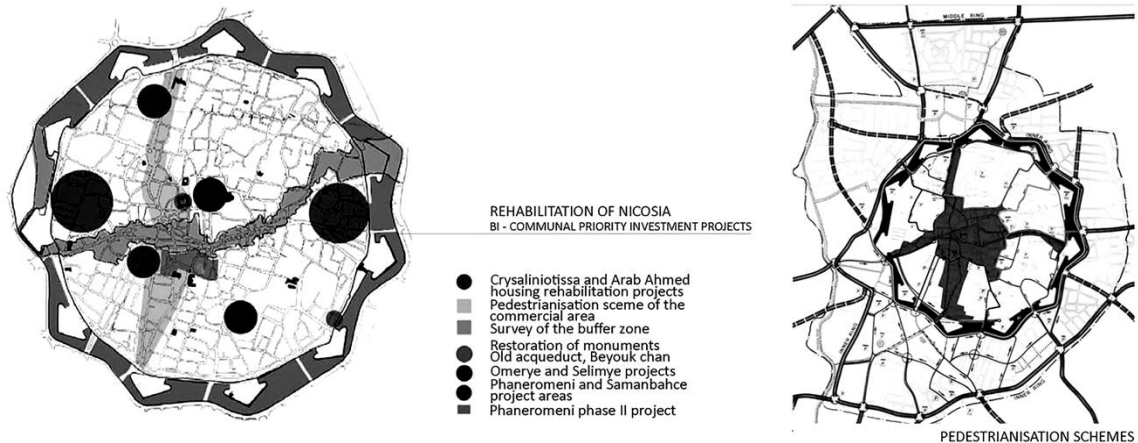 REHABILITATION OF NICOSIA
BI - COMMUNAL PRIORITY INVESTMENT PROJECTS
Crysaliniotissa and Arab Ahmed
housing rehabilitation projects
Pedestrianisation sceme of the
commercial area
Survey of the buffer zone
Restoration of monuments
Old acqueduct, Beyouk chan
Omerye and Selimye projects
Phaneromeni and Samanbahce
project areas
Phaneromeni phase II project
MIDDLE RING
INNER
INNER RING
INNER RING
PEDESTRIANISATION SCHEMES